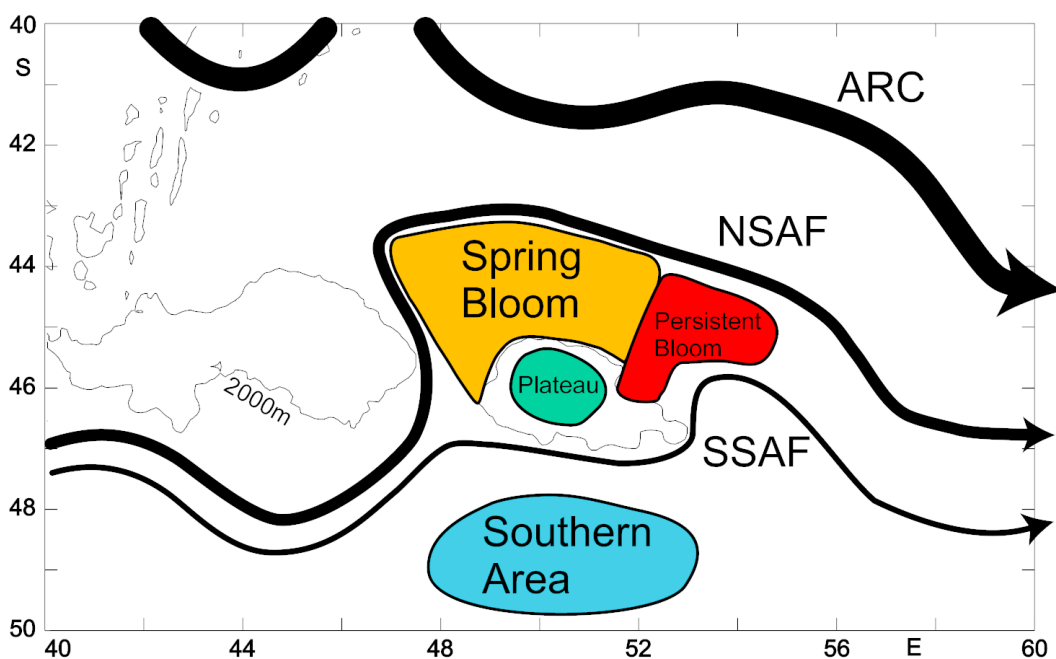 40
S
ARC
42
NSAF
44
Spring
Bloom
Persistent
Bloom
46
Plateau
2000m
SSAF
48
Southern
Area
50
40
44
48
52
56
E
60